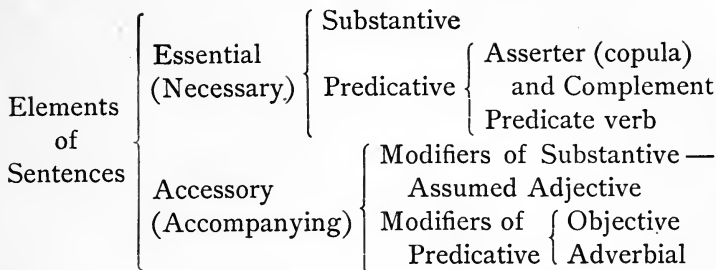 Elements
of
Sentences
Essential
(Necessary)
Substantive
Predicative
Asserter (copula)
and Complement
Predicate verb
Accessory
(Accompanying)
Modifiers of Substantive —
Assumed Adjective
Modifiers of
Predicative
Objective
Adverbial